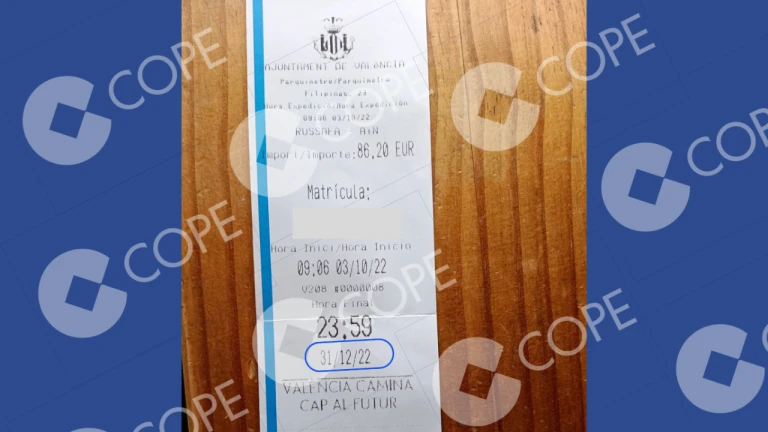 AJUNTAMENT DE VALÈNCIA
Parquímetre/Parquímetro
Filipinas, 24
Hora Expedició/Hora Expedición
09:06 03/10/22
RUSSAFA AiN
Import/Importe:86,20 EUR
Matrícula:
Hora Inici/Hora Inicio
09:06 03/10/22
V208 #0000008
Hora Final
23:59
31/12/22
VALENCIA CAMINA
CAP AL FUTUR
COPE
COPE
COPE
COPE
COPE
COPE
COPE
COPE
COPE